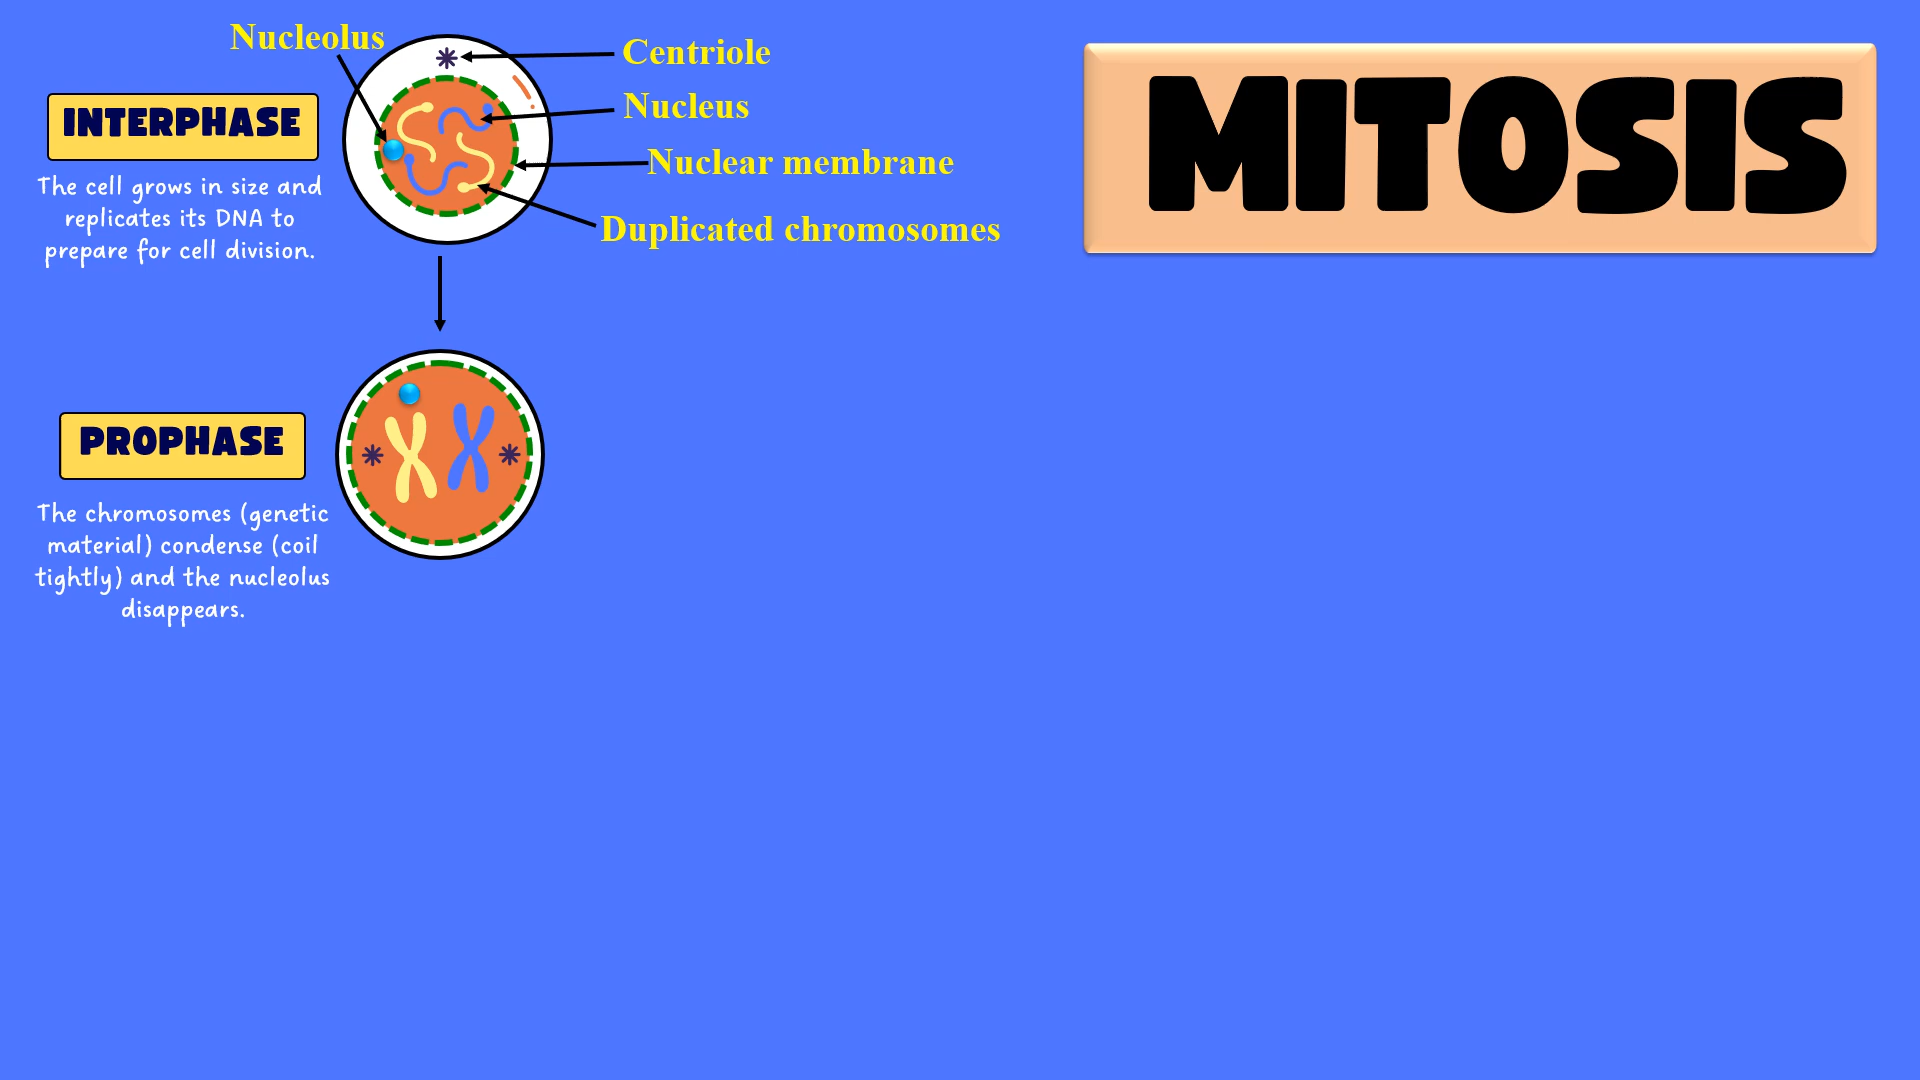 MITOSIS
Nucleolus
Centriole
Nucleus
Nuclear membrane
Duplicated chromosomes
INTERPHASE
The cell grows in size and
replicates its DNA to
prepare for cell division.
PROPHASE
The chromosomes (genetic
material) condense (coil
tightly) and the nucleolus
disappears.